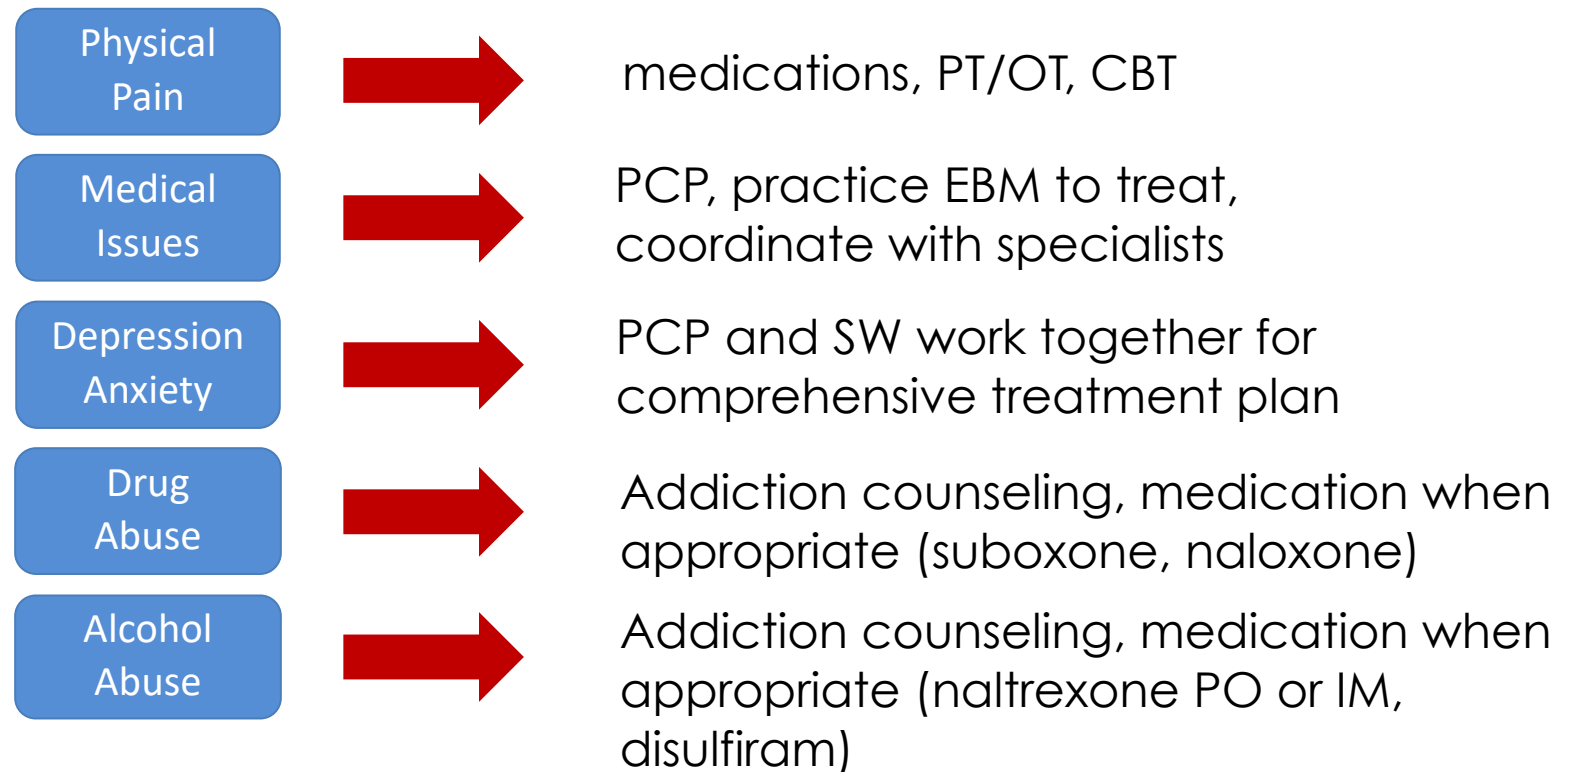 Physical
Pain
medications, PT/OT, CBT
Medical
Issues
PCP, practice EBM to treat,
coordinate with specialists
Depression
Anxiety
PCP and SW work together for
comprehensive treatment plan
Drug
Abuse
Addiction counseling, medication when
appropriate (suboxone, naloxone)
Alcohol
Abuse
Addiction counseling, medication when
appropriate (naltrexone PO or IM,
disulfiram)